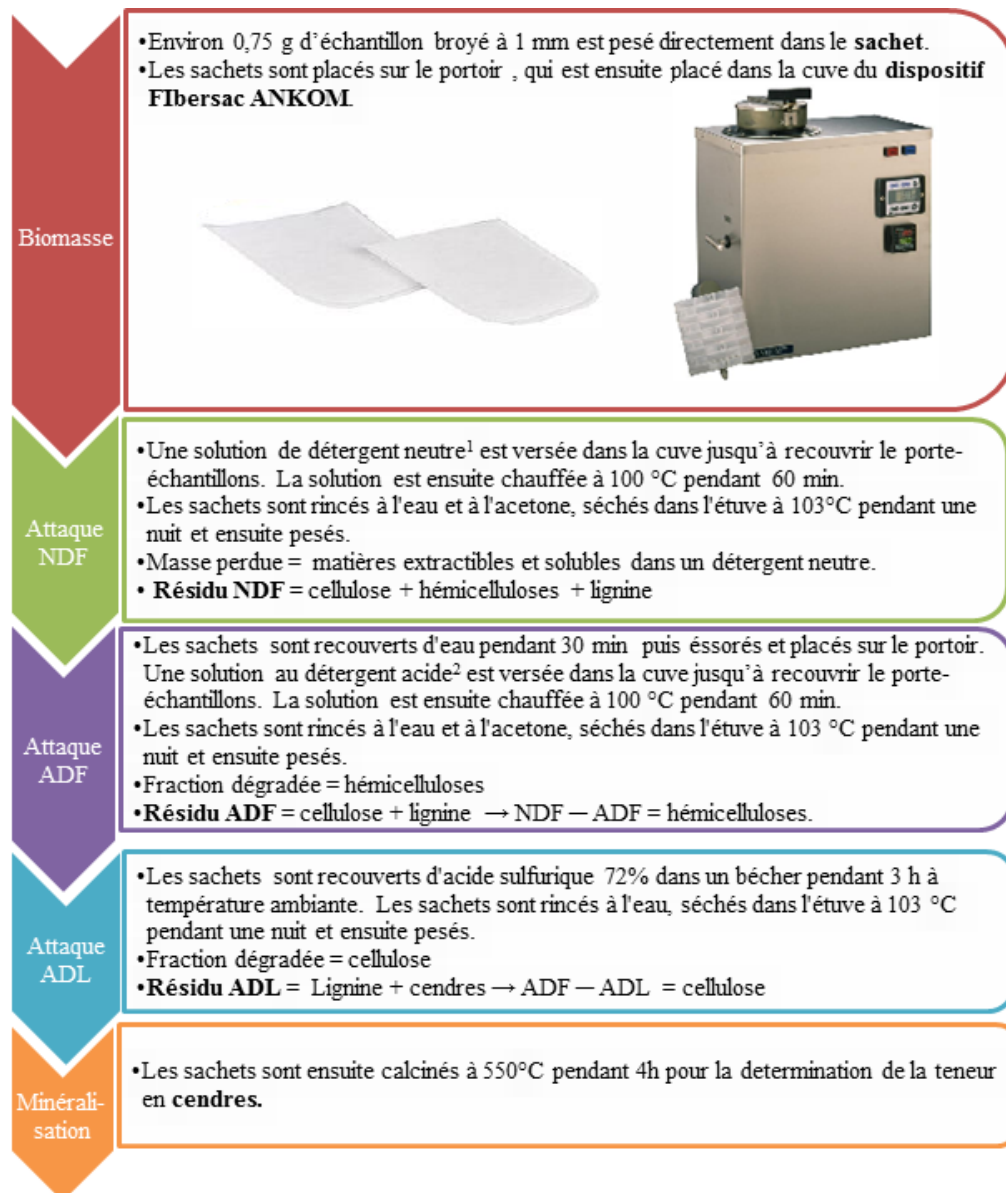 Biomasse
•Environ 0,75 g d’échantillon broyé à 1 mm est pesé directement dans le sachet.
•Les sachets sont placés sur le portoir , qui est ensuite placé dans la cuve du dispositif
FIbersac ANKOM.
Attaque
NDF
•Une solution de détergent neutre¹ est versée dans la cuve jusqu’à recouvrir le porte-
échantillons. La solution est ensuite chauffée à 100 °C pendant 60 min.
•Les sachets sont rincés à l'eau et à l'acetone, séchés dans l'étuve à 103°C pendant une
nuit et ensuite pesés.
•Masse perdue = matières extractibles et solubles dans un détergent neutre.
• Résidu NDF = cellulose + hémicelluloses + lignine
Attaque
ADF
•Les sachets sont recouverts d'eau pendant 30 min puis éssorés et placés sur le portoir.
Une solution au détergent acide² est versée dans la cuve jusqu’à recouvrir le porte-
échantillons. La solution est ensuite chauffée à 100 °C pendant 60 min.
•Les sachets sont rincés à l'eau et à l'acetone, séchés dans l'étuve à 103 °C pendant une
nuit et ensuite pesés.
•Fraction dégradée = hémicelluloses
•Résidu ADF = cellulose + lignine → NDF — ADF = hémicelluloses.
Attaque
ADL
•Les sachets sont recouverts d'acide sulfurique 72% dans un bécher pendant 3 h à
température ambiante. Les sachets sont rincés à l'eau, séchés dans l'étuve à 103 °C
pendant une nuit et ensuite pesés.
•Fraction dégradée = cellulose
•Résidu ADL = Lignine + cendres → ADF — ADL = cellulose
Minérali-
sation
•Les sachets sont ensuite calcinés à 550°C pendant 4h pour la determination de la teneur
en cendres.